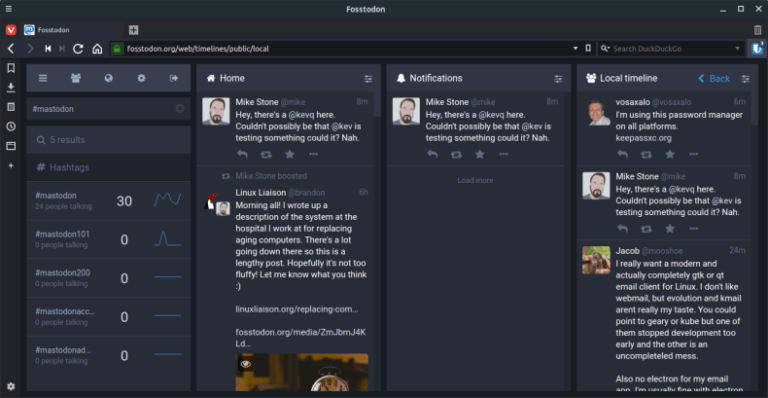 Fosstodon
Fosstodon
fosstodon.org/web/timelines/public/local
Search DuckDuckGo
#mastodon
5 results
# Hashtags
#mastodon
24 people talking
30
#mastodon101
0 people talking
0
#mastodon200
0 people talking
0
#mastodonacc...
0 people talking
0
#mastodonad...
0 people talking
0
Home
Mike Stone @mike 8m
Hey, there's a @kevq here.
Couldn't possibly be that @kev is
testing something could it? Nah.
Mike Stone boosted
Linux Liaison @brandon 6h
Morning all! I wrote up a
description of the system at the
hospital I work at for replacing
aging computers. There's a lot
going down there so this is a
lengthy post. Hopefully it's not too
fluffy! Let me know what you think
:)
linuxliaison.org/replacing-com...
fosstodon.org/media/ZmJbmJ4K
Ld...
Notifications
Mike Stone @mike 8m
Hey, there's a @kevq here.
Couldn't possibly be that @kev is
testing something could it? Nah.
Load more
Local timeline
Back
vosaxalo @vosaxalo 6m
I'm using this password manager
on all platforms.
keepassxc.org
Mike Stone @mike 8m
Hey, there's a @kevq here.
Couldn't possibly be that @kev is
testing something could it? Nah.
Jacob @mooshoe 24m
I really want a modern and
actually completely gtk or qt
email client for Linux. I don't like
webmail, but evolution and kmail
arent really my taste. You could
point to geary or kube but one of
them stopped development too
early and the other is an
uncompleteled mess.
Also no electron for my email
app. I'm usually fine with electron